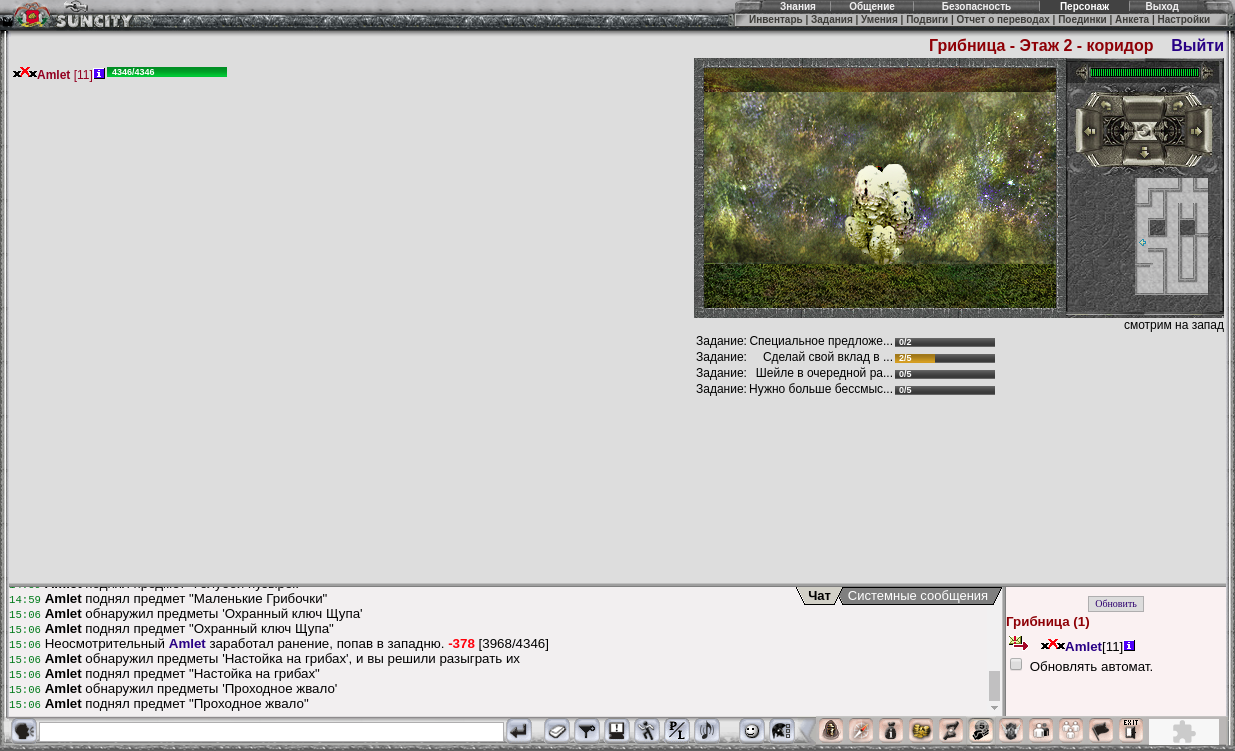 SUNCITY
Знания Общение Безопасность Персонаж Выход
Инвентарь | Задания | Умения | Подвиги | Отчет о переводах | Поединки | Анкета | Настройки
Грибница - Этаж 2 - коридор Выйти
Amlet [11] 4346/4346
смотрим на запад
Задание: Специальное предложе... 0/2
Задание: Сделай свой вклад в ... 2/5
Задание: Шейле в очередной ра... 0/5
Задание: Нужно больше бессмыс... 0/5
Чат Системные сообщения
14:59 Amlet поднял предмет "Маленькие Грибочки"
15:06 Amlet обнаружил предметы 'Охранный ключ Щупа'
15:06 Amlet поднял предмет "Охранный ключ Щупа"
15:06 Неосмотрительный Amlet заработал ранение, попав в западню. -378 [3968/4346]
15:06 Amlet обнаружил предметы 'Настойка на грибах', и вы решили разыграть их
15:06 Amlet поднял предмет "Настойка на грибах"
15:06 Amlet обнаружил предметы 'Проходное жвало'
15:06 Amlet поднял предмет "Проходное жвало"
Обновить
Грибница (1)
Amlet[11]
Обновлять автомат.
P/L
EXIT